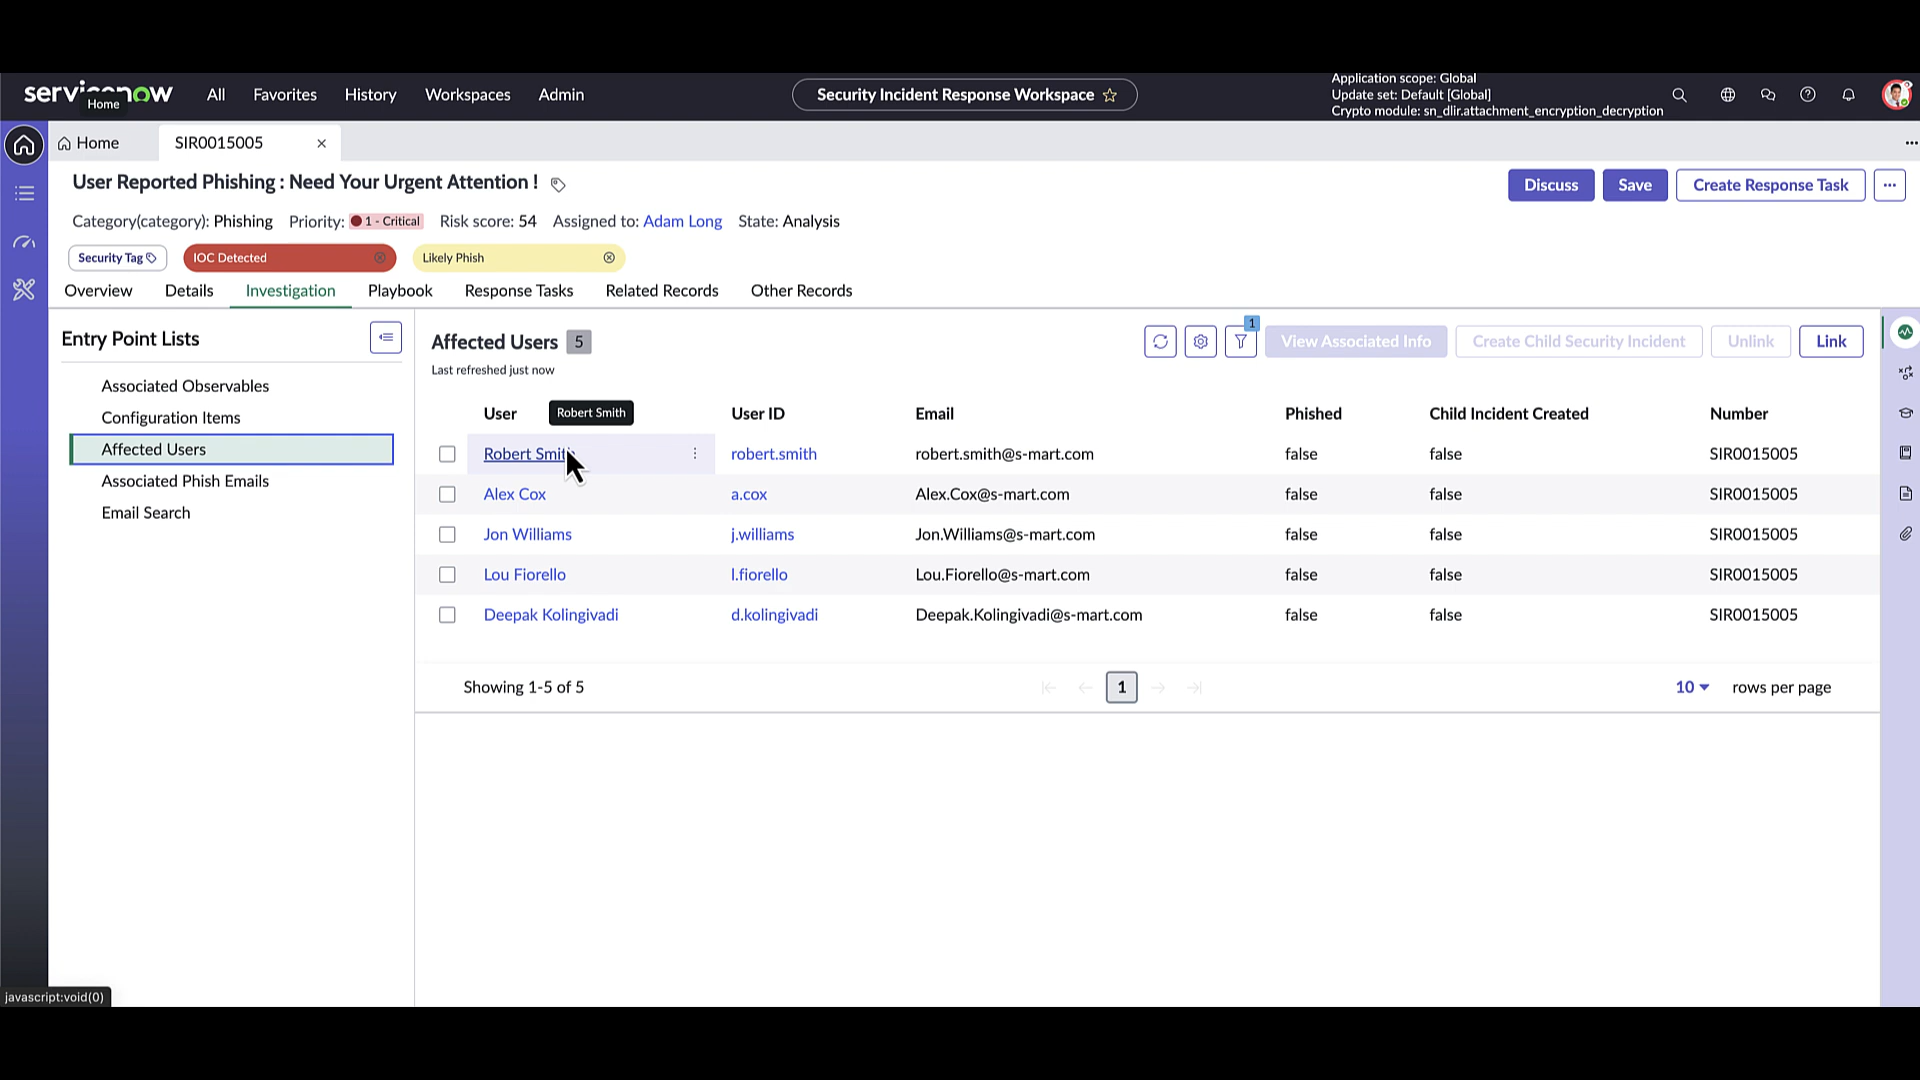 servicenow All Favorites History Workspaces Admin Security Incident Response Workspace
Home
Application scope: Global
Update set: Default [Global]
Crypto module: sn_dlir.attachment_encryption_decryption
Home SIR0015005
User Reported Phishing : Need Your Urgent Attention !
Discuss Save Create Response Task
Category(category): Phishing Priority: 1 - Critical Risk score: 54 Assigned to: Adam Long State: Analysis
Security Tag IOC Detected Likely Phish
Overview Details Investigation Playbook Response Tasks Related Records Other Records
Entry Point Lists
Associated Observables
Configuration Items
Affected Users
Associated Phish Emails
Email Search
Affected Users 5
1
View Associated Info Create Child Security Incident Unlink Link
Last refreshed just now
User Robert Smith User ID Email Phished Child Incident Created Number
Robert Smith robert.smith robert.smith@s-mart.com false false SIR0015005
Alex Cox a.cox Alex.Cox@s-mart.com false false SIR0015005
Jon Williams j.williams Jon.Williams@s-mart.com false false SIR0015005
Lou Fiorello l.fiorello Lou.Fiorello@s-mart.com false false SIR0015005
Deepak Kolingivadi d.kolingivadi Deepak.Kolingivadi@s-mart.com false false SIR0015005
Showing 1-5 of 5 1 10 rows per page
javascript:void(0)